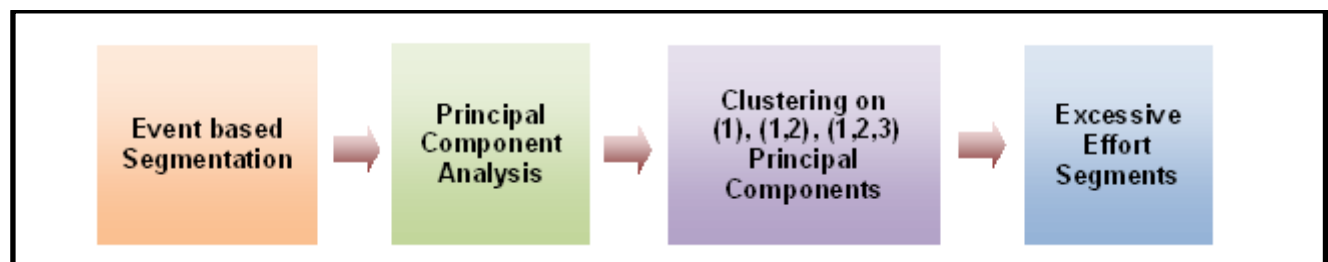 Event based
Segmentation
Principal
Component
Analysis
Clustering on
(1), (1,2), (1,2,3)
Principal
Components
Excessive
Effort
Segments